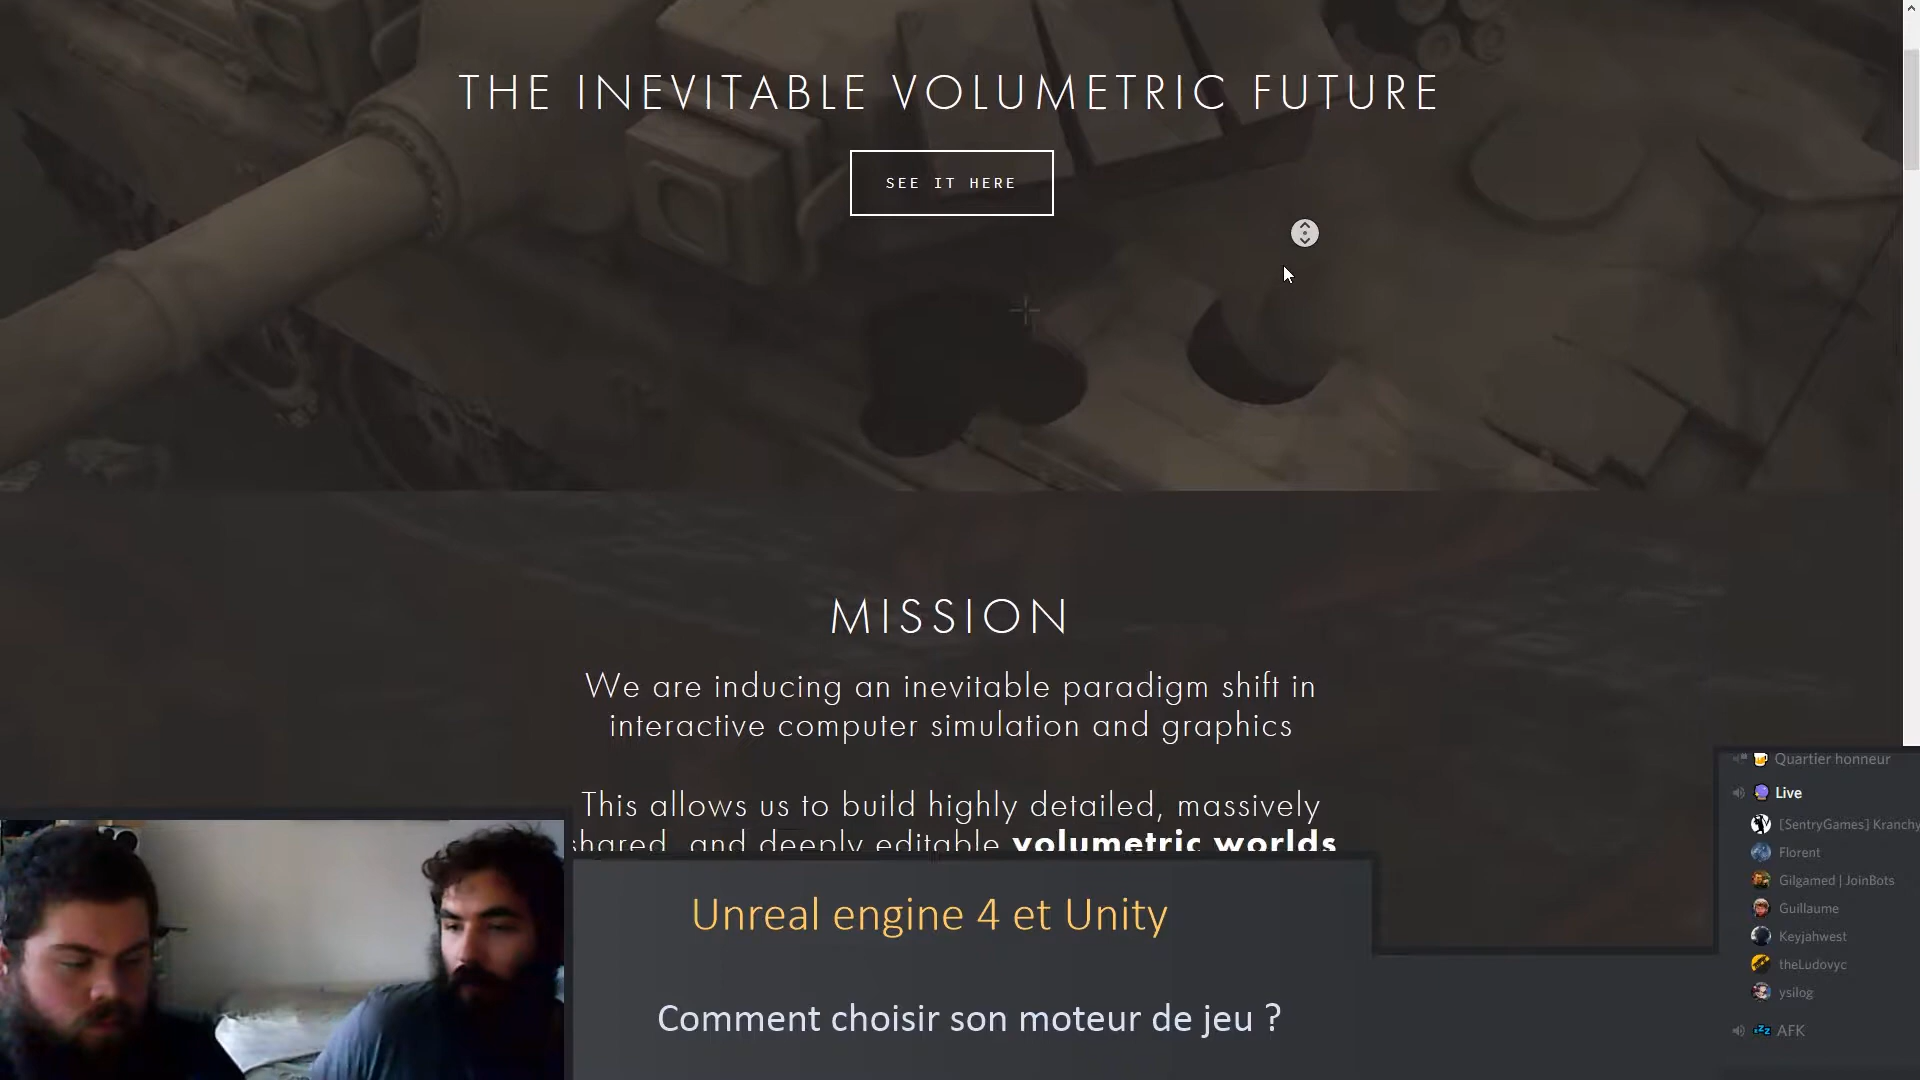 THE INEVITABLE VOLUMETRIC FUTURE
SEE IT HERE
MISSION
We are inducing an inevitable paradigm shift in
interactive computer simulation and graphics
This allows us to build highly detailed, massively
shared, and deeply editable volumetric worlds
Unreal engine 4 et Unity
Comment choisir son moteur de jeu ?
Quartier honneur
Live
[SentryGames] Kranchy
Florent
Gilgamed | JoinBots
Guillaume
Keyjahwest
theLudovyc
ysilog
AFK